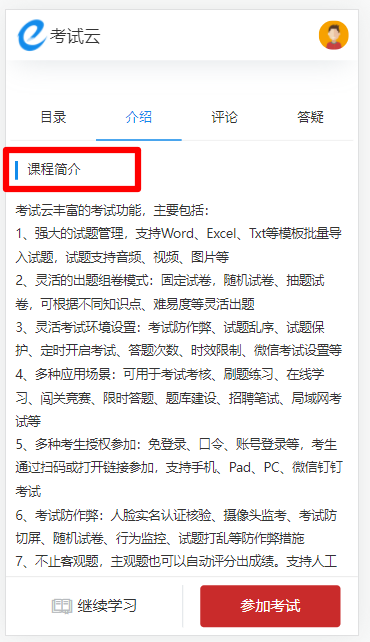 考试云
目录 介绍 评论 答疑
课程简介
考试云丰富的考试功能，主要包括：
1、强大的试题管理，支持Word、Excel、Txt等模板批量导
入试题，试题支持音频、视频、图片等
2、灵活的出题组卷模式：固定试卷，随机试卷、抽题试
卷，可根据不同知识点、难易度等灵活出题
3、灵活考试环境设置：考试防作弊、试题乱序、试题保
护、定时开启考试、答题次数、时效限制、微信考试设置等
4、多种应用场景：可用于考试考核、刷题练习、在线学
习、闯关竞赛、限时答题、题库建设、招聘笔试、局域网考
试等
5、多种考生授权参加：免登录、口令、账号登录等，考生
通过扫码或打开链接参加，支持手机、Pad、PC、微信钉钉
考试
6、考试防作弊：人脸实名认证核验、摄像头监考、考试防
切屏、随机试卷、行为监控、试题打乱等防作弊措施
7、不止客观题，主观题也可以自动评分出成绩。支持人工
继续学习 参加考试